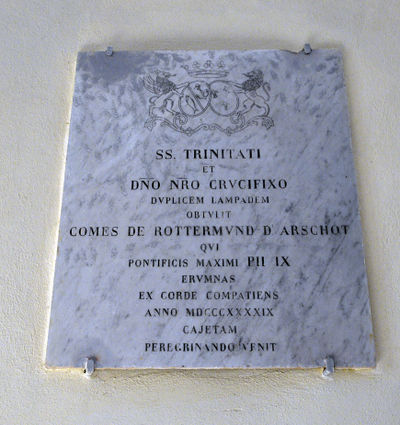 SS. TRINITATI
ET
DÑO ÑRO CRVCIFIXO
DVPLICEM LAMPADEM
OBTVLIT
COMES DE ROTTERMVND D'ARSCHOT
QVI
PONTIFICIS MAXIMI PII IX
ERVMNAS
EX CORDE COMPATIENS
ANNO MDCCCXXXXIX
CAJETAM
PEREGRINANDO VENIT